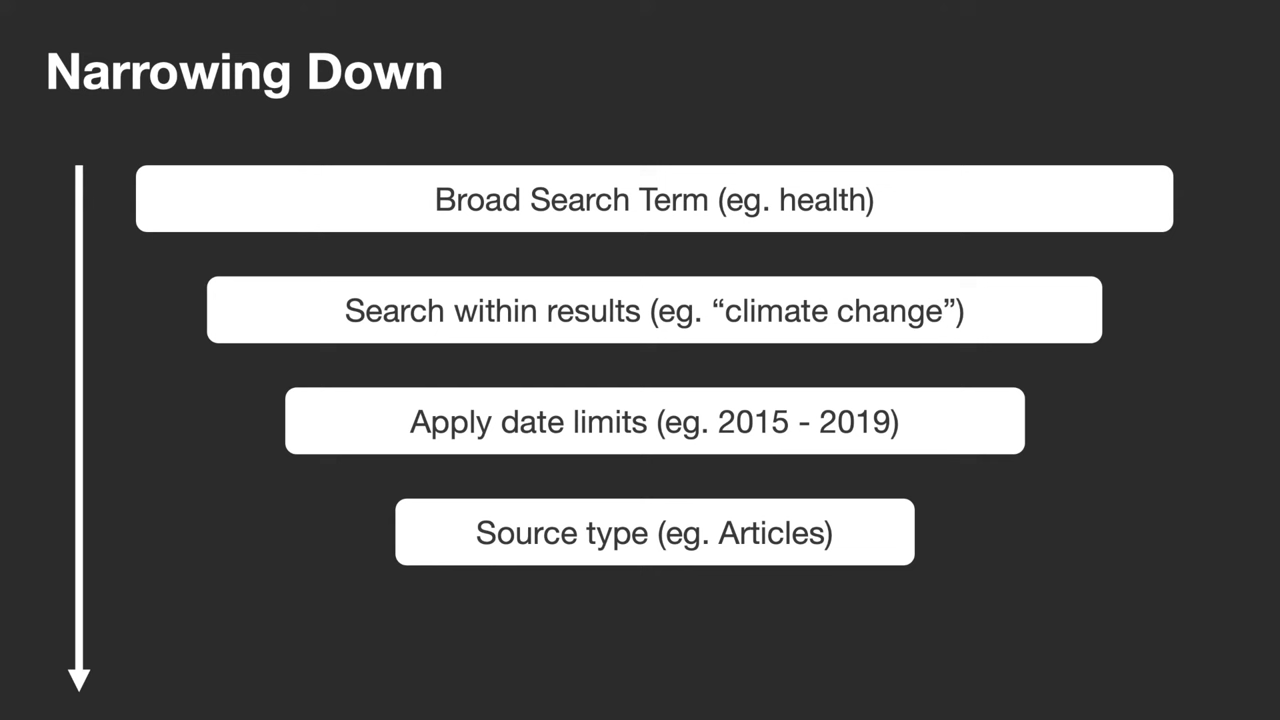 Narrowing Down
Broad Search Term (eg. health)
Search within results (eg. “climate change”)
Apply date limits (eg. 2015 - 2019)
Source type (eg. Articles)